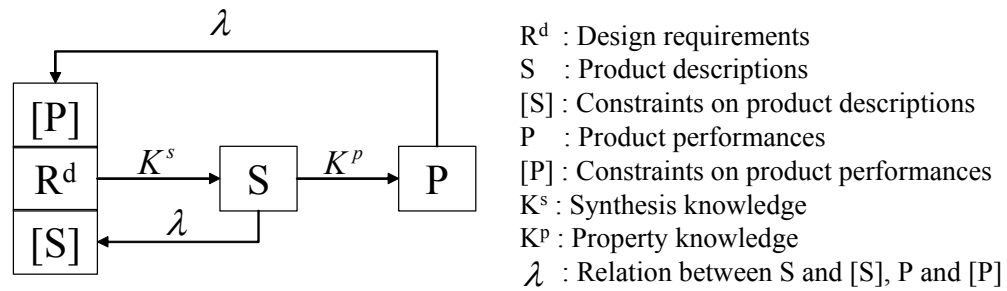 λ
[P]
R^d
[S]
K^s
S
K^p
P
λ
R^d : Design requirements
S : Product descriptions
[S] : Constraints on product descriptions
P : Product performances
[P] : Constraints on product performances
K^s : Synthesis knowledge
K^p : Property knowledge
λ : Relation between S and [S], P and [P]